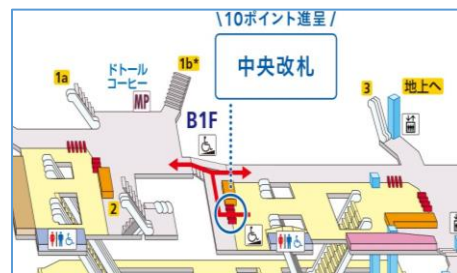 \10ポイント進呈/
中央改札
1a
ドトール
コーヒー
MP
1b*
B1F
3
地上へ
2